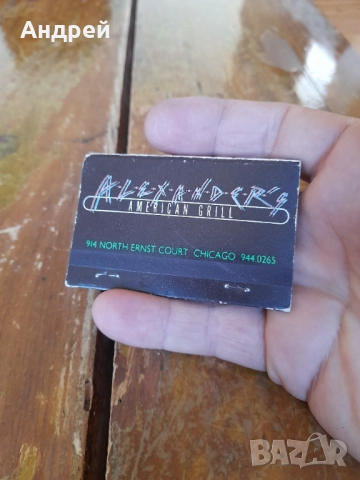 Андрей
ALEXANDER'S
AMERICAN GRILL
914 NORTH ERNST COURT CHICAGO 944.0265
BAZAR